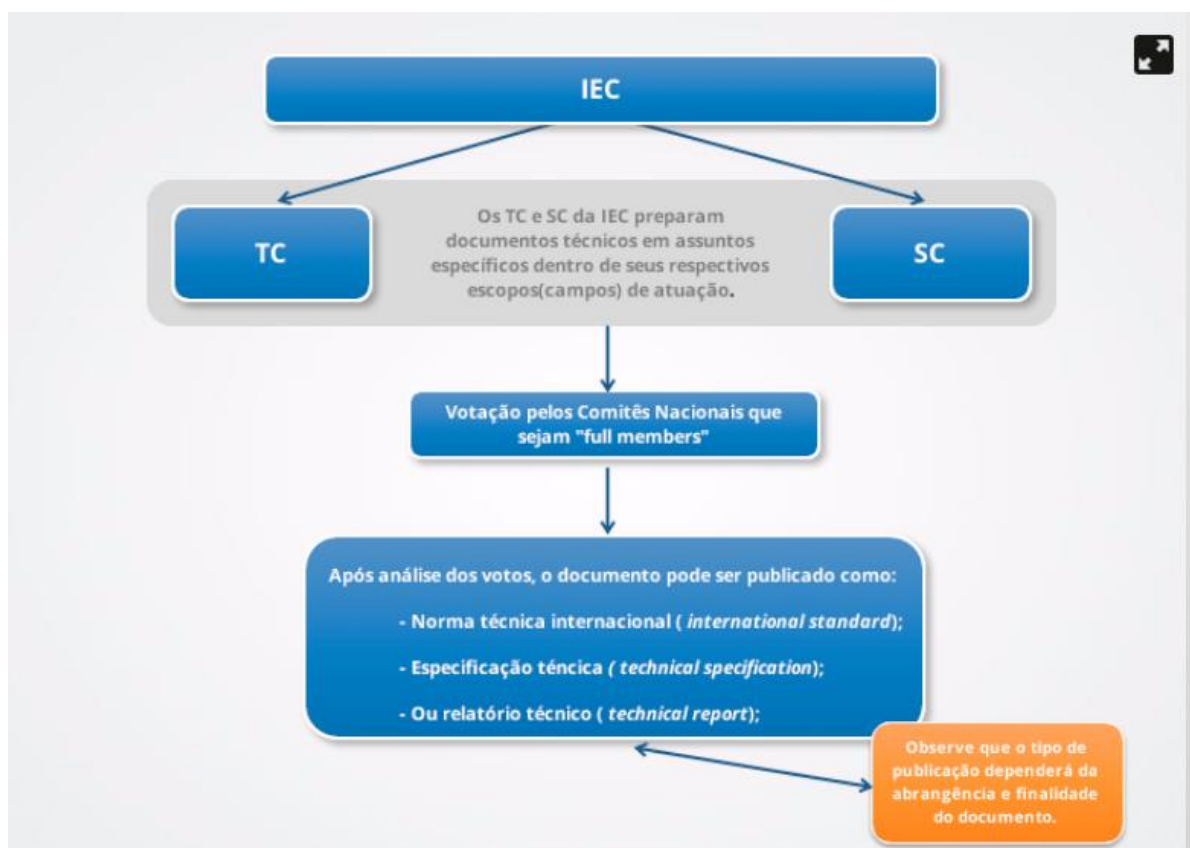 IEC
TC
Os TC e SC da IEC preparam
documentos técnicos em assuntos
específicos dentro de seus respectivos
escopos(campos) de atuação.
SC
Votação pelos Comitês Nacionais que
sejam "full members"
Após análise dos votos, o documento pode ser publicado como:
- Norma técnica internacional ( international standard);
- Especificação téncica ( technical specification);
- Ou relatório técnico ( technical report);
Observe que o tipo de
publicação dependerá da
abrangência e finalidade
do documento.